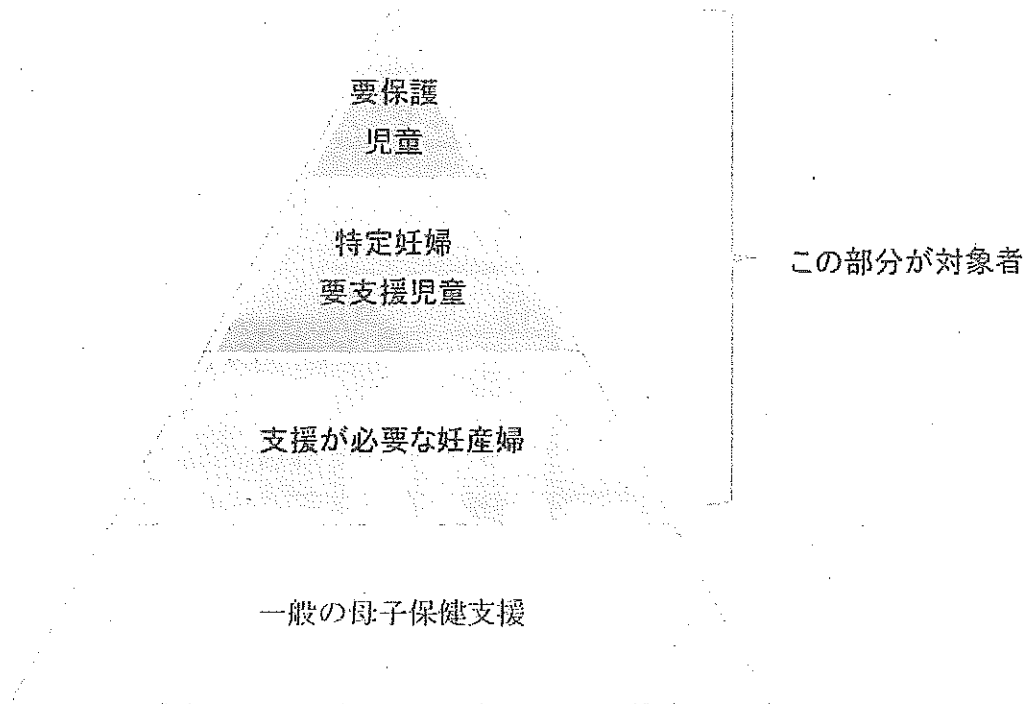 要保護
児童
特定妊婦
要支援児童
この部分が対象者
支援が必要な妊産婦
一般の母子保健支援